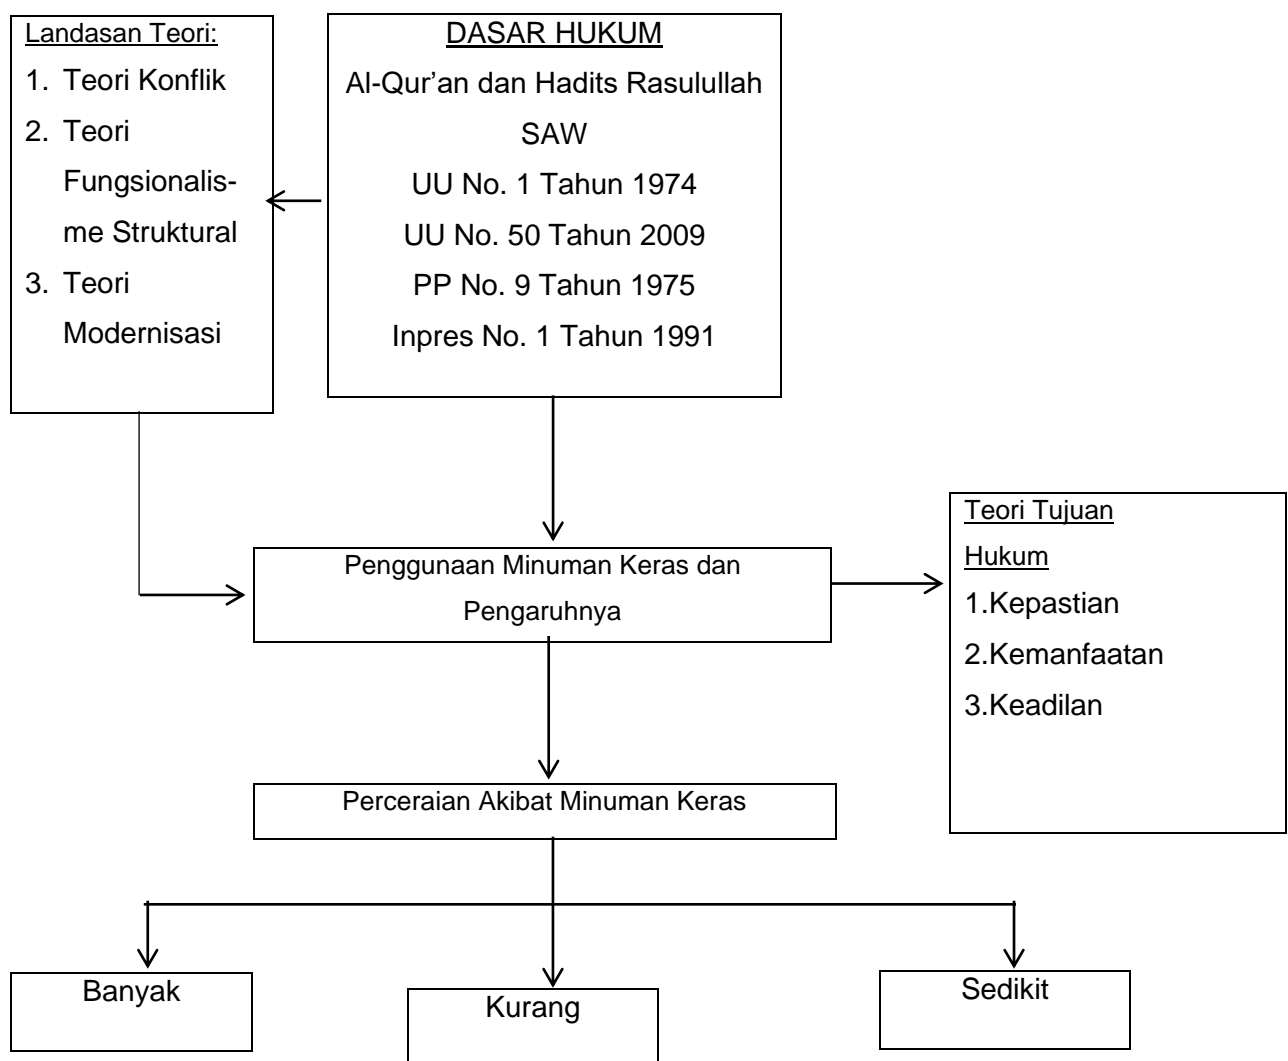 Landasan Teori:
1. Teori Konflik
2. Teori
Fungsionalis-
me Struktural
3. Teori
Modernisasi
DASAR HUKUM
Al-Qur’an dan Hadits Rasulullah
SAW
UU No. 1 Tahun 1974
UU No. 50 Tahun 2009
PP No. 9 Tahun 1975
Inpres No. 1 Tahun 1991
Penggunaan Minuman Keras dan
Pengaruhnya
Teori Tujuan
Hukum
1.Kepastian
2.Kemanfaatan
3.Keadilan
Perceraian Akibat Minuman Keras
Banyak
Kurang
Sedikit